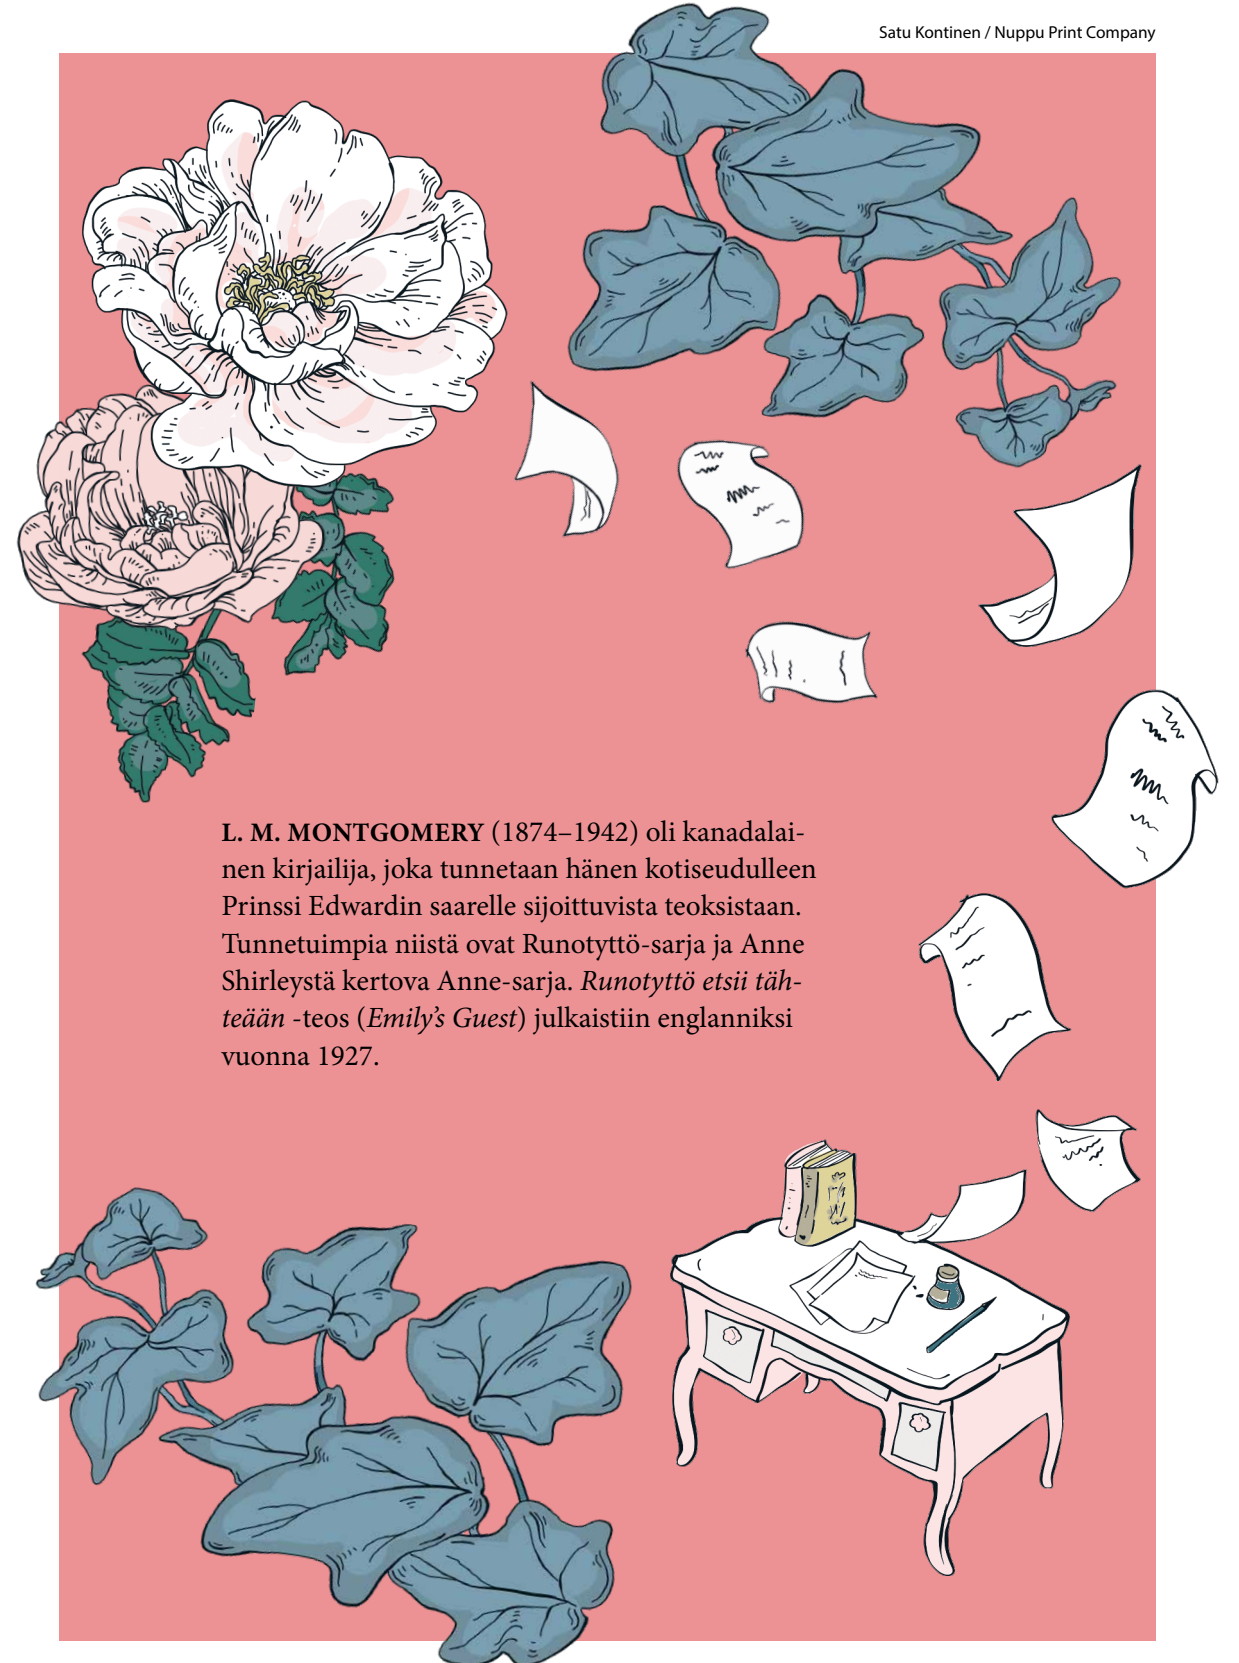 Satu Kontinen / Nuppu Print Company
L. M. MONTGOMERY (1874–1942) oli kanadalai-
nen kirjailija, joka tunnetaan hänen kotiseudulleen
Prinssi Edwardin saarelle sijoittuvista teoksistaan.
Tunnetuimpia niistä ovat Runotyttö-sarja ja Anne
Shirleystä kertova Anne-sarja. Runotyttö etsii täh-
teään -teos (Emily’s Guest) julkaistiin englanniksi
vuonna 1927.